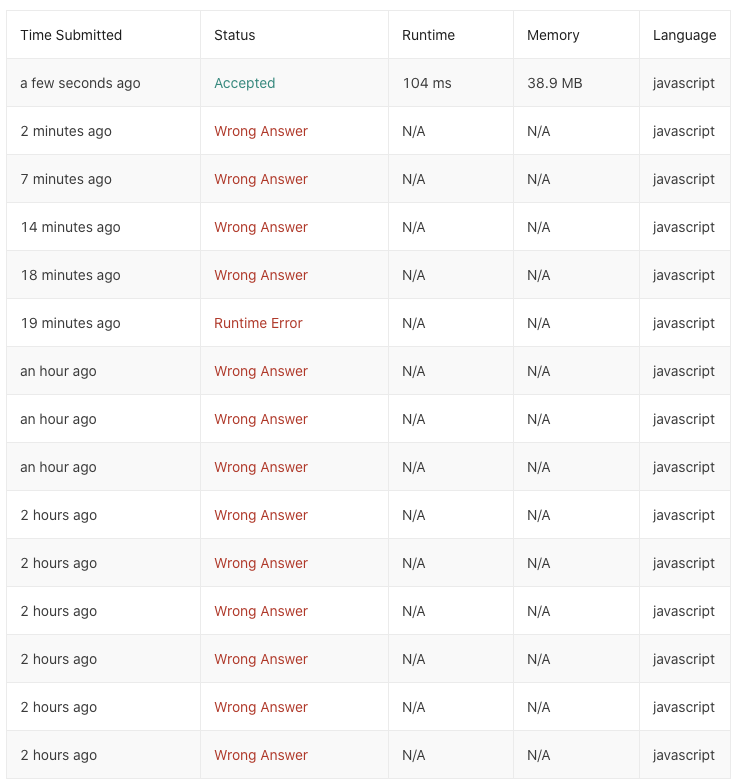 Time Submitted Status Runtime Memory Language
a few seconds ago Accepted 104 ms 38.9 MB javascript
2 minutes ago Wrong Answer N/A N/A javascript
7 minutes ago Wrong Answer N/A N/A javascript
14 minutes ago Wrong Answer N/A N/A javascript
18 minutes ago Wrong Answer N/A N/A javascript
19 minutes ago Runtime Error N/A N/A javascript
an hour ago Wrong Answer N/A N/A javascript
an hour ago Wrong Answer N/A N/A javascript
an hour ago Wrong Answer N/A N/A javascript
2 hours ago Wrong Answer N/A N/A javascript
2 hours ago Wrong Answer N/A N/A javascript
2 hours ago Wrong Answer N/A N/A javascript
2 hours ago Wrong Answer N/A N/A javascript
2 hours ago Wrong Answer N/A N/A javascript
2 hours ago Wrong Answer N/A N/A javascript